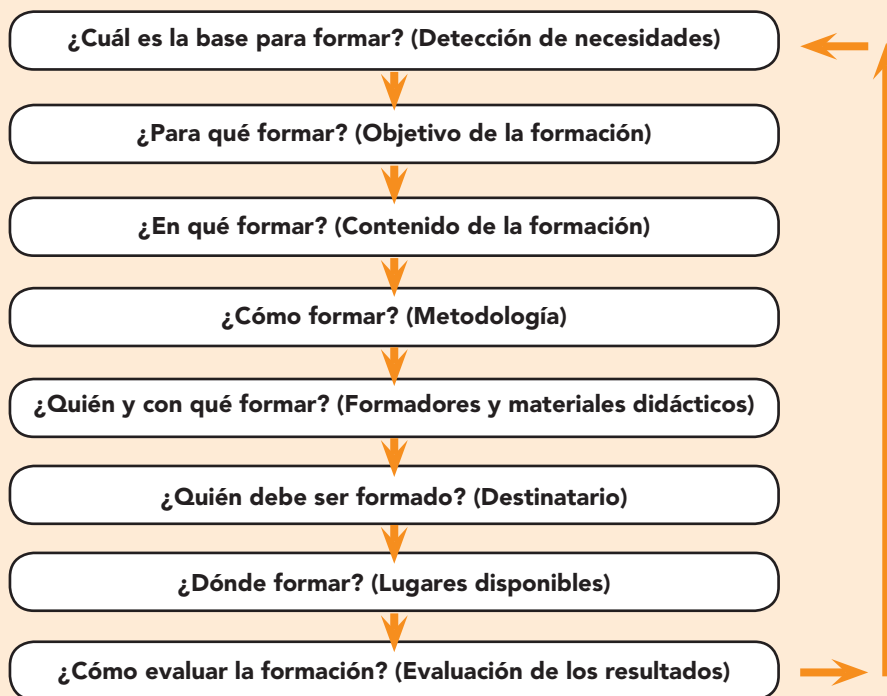 ¿Cuál es la base para formar? (Detección de necesidades)
¿Para qué formar? (Objetivo de la formación)
¿En qué formar? (Contenido de la formación)
¿Cómo formar? (Metodología)
¿Quién y con qué formar? (Formadores y materiales didácticos)
¿Quién debe ser formado? (Destinatario)
¿Dónde formar? (Lugares disponibles)
¿Cómo evaluar la formación? (Evaluación de los resultados)